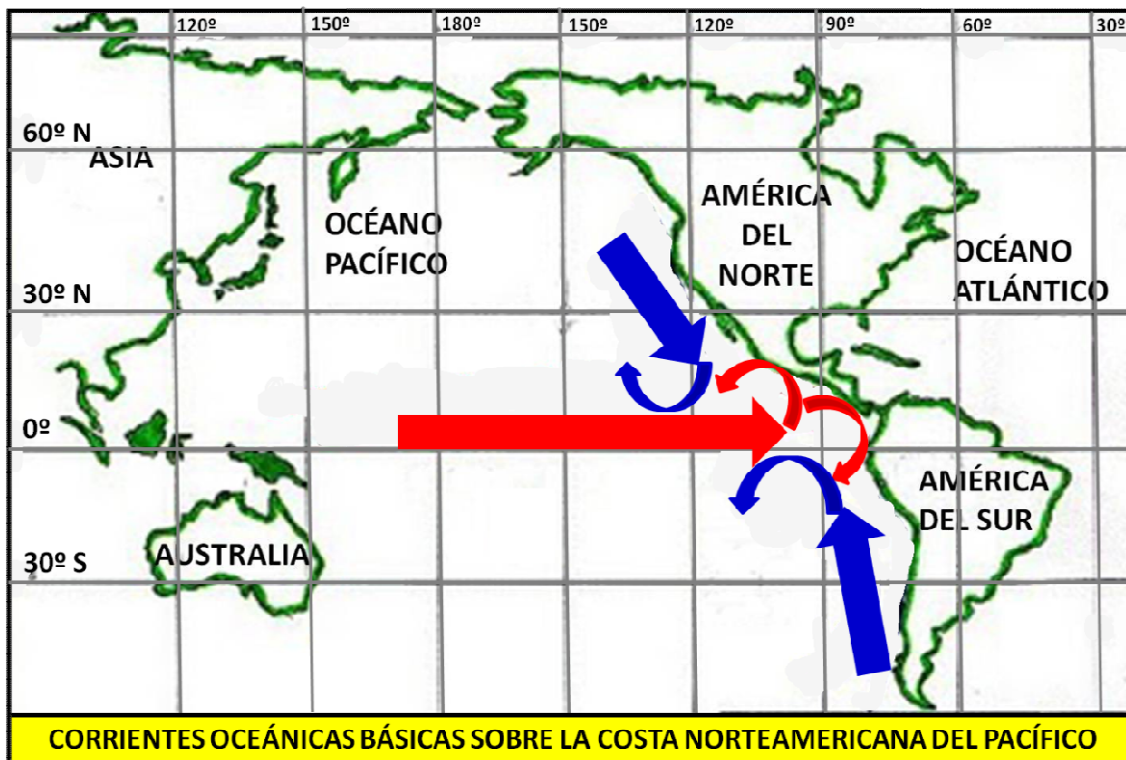 120º
150º
180º
150º
120º
90º
60º
30º
60º N
ASIA
OCÉANO
PACÍFICO
AMÉRICA
DEL
NORTE
OCÉANO
ATLÁNTICO
30º N
0º
AMÉRICA
DEL SUR
AUSTRALIA
30º S
CORRIENTES OCEÁNICAS BÁSICAS SOBRE LA COSTA NORTEAMERICANA DEL PACÍFICO